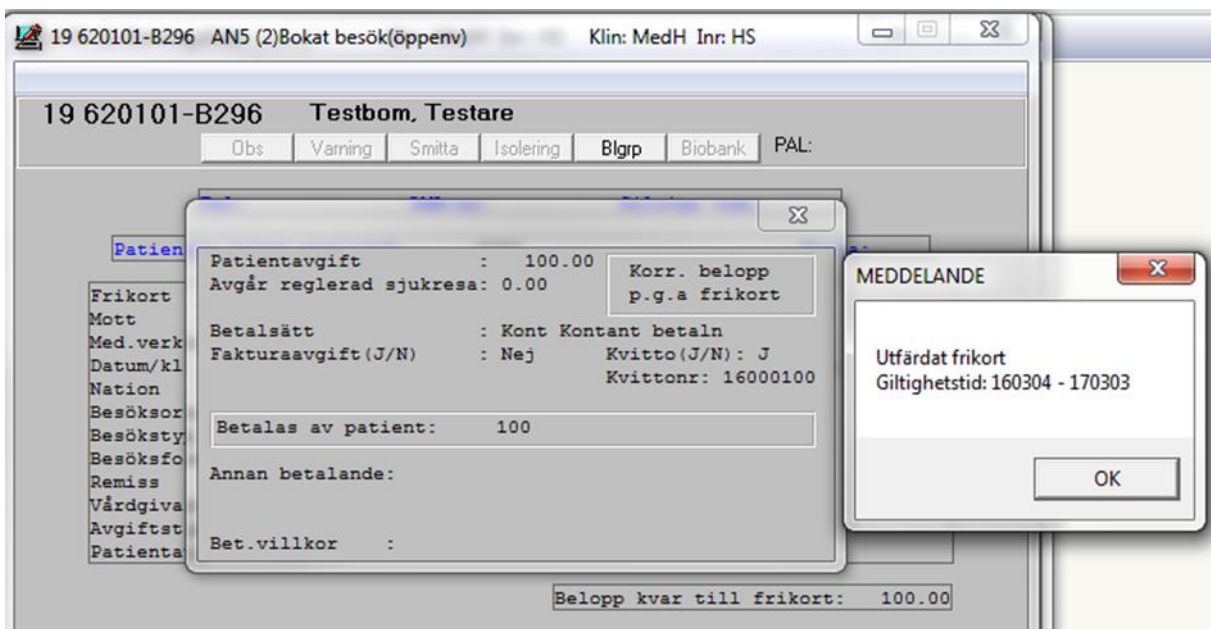 19 620101-B296 AN5 (2)Bokat besök(öppenv) Klin: MedH Inr: HS
19 620101-B296 Testbom, Testare
Obs Varning Smitta Isolering Blgrp Biobank PAL:
Patien
Patientavgift : 100.00 Korr. belopp
Avgår reglerad sjukresa: 0.00 p.g.a frikort
Betalsätt : Kont Kontant betaln
Fakturaavgift(J/N) : Nej Kvitto(J/N): J
Kvittonr: 16000100
Betalas av patient: 100
Annan betalande:
Bet.villkor :
Frikort
Mott
Med.verk
Datum/kl
Nation
Besöksor
Besöksty
Besöksfo
Remiss
Vårdgiva
Avgiftst
Patienta
Belopp kvar till frikort: 100.00
MEDDELANDE
Utfärdat frikort
Giltighetstid: 160304 - 170303
OK